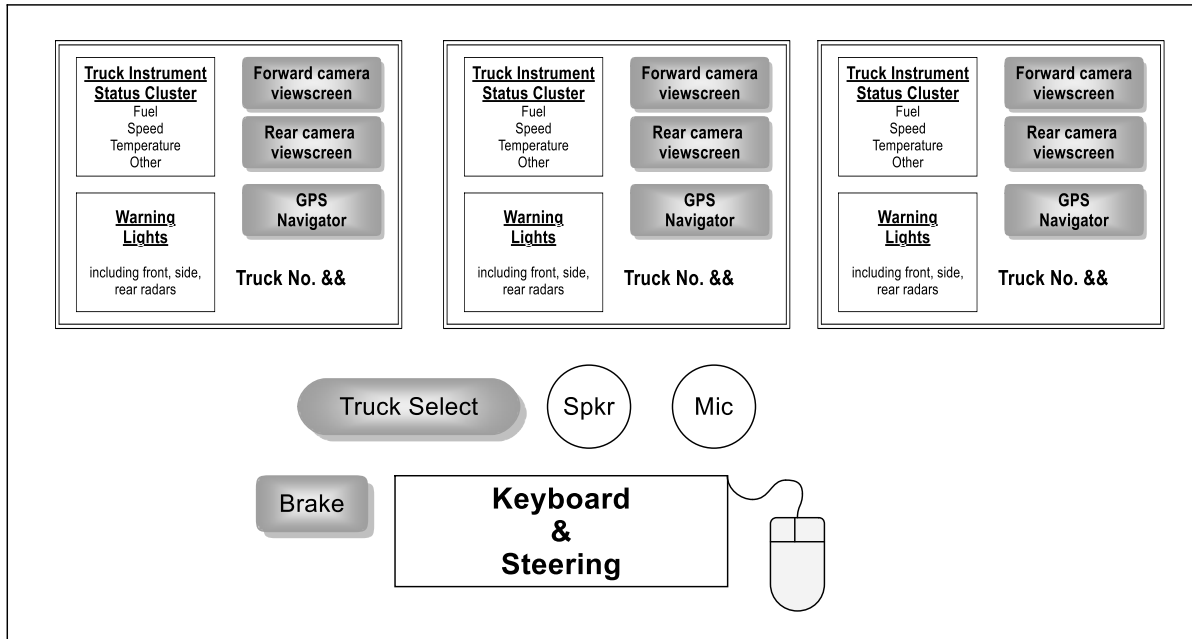 Truck Instrument
Status Cluster
Fuel
Speed
Temperature
Other
Forward camera
viewscreen
Rear camera
viewscreen
GPS
Navigator
Warning
Lights
including front, side,
rear radars
Truck No. &&
Truck Instrument
Status Cluster
Fuel
Speed
Temperature
Other
Forward camera
viewscreen
Rear camera
viewscreen
GPS
Navigator
Warning
Lights
including front, side,
rear radars
Truck No. &&
Truck Instrument
Status Cluster
Fuel
Speed
Temperature
Other
Forward camera
viewscreen
Rear camera
viewscreen
GPS
Navigator
Warning
Lights
including front, side,
rear radars
Truck No. &&
Truck Select
Spkr
Mic
Brake
Keyboard
&
Steering